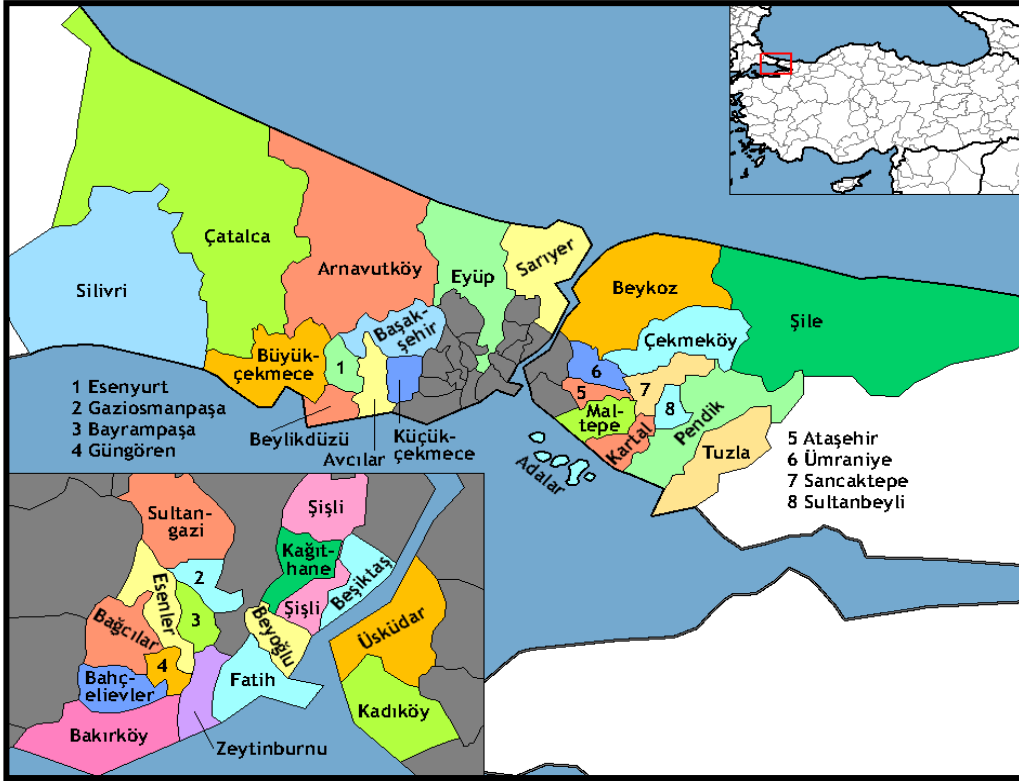 Çatalca
Silivri
Arnavutköy
Eyüp
Sarıyer
Beykoz
Şile
Çekmeköy
Başak-
şehir
Büyük-
çekmece
1
6
5
7
8
Mal-
tepe
Kartal
Pendik
Tuzla
Adalar
Beylikdüzü
Avcılar
Küçük-
çekmece
1 Esenyurt
2 Gaziosmanpaşa
3 Bayrampaşa
4 Güngören
5 Ataşehir
6 Ümraniye
7 Sancaktepe
8 Sultanbeyli
Sultan-
gazi
Şişli
Kağıt-
hane
Beşiktaş
Şişli
2
Esenler
3
Bağcılar
4
Beyoğlu
Üsküdar
Bahç-
elievler
Fatih
Kadıköy
Bakırköy
Zeytinburnu